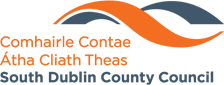 Comhairle Contae
Átha Cliath Theas
South Dublin County Council